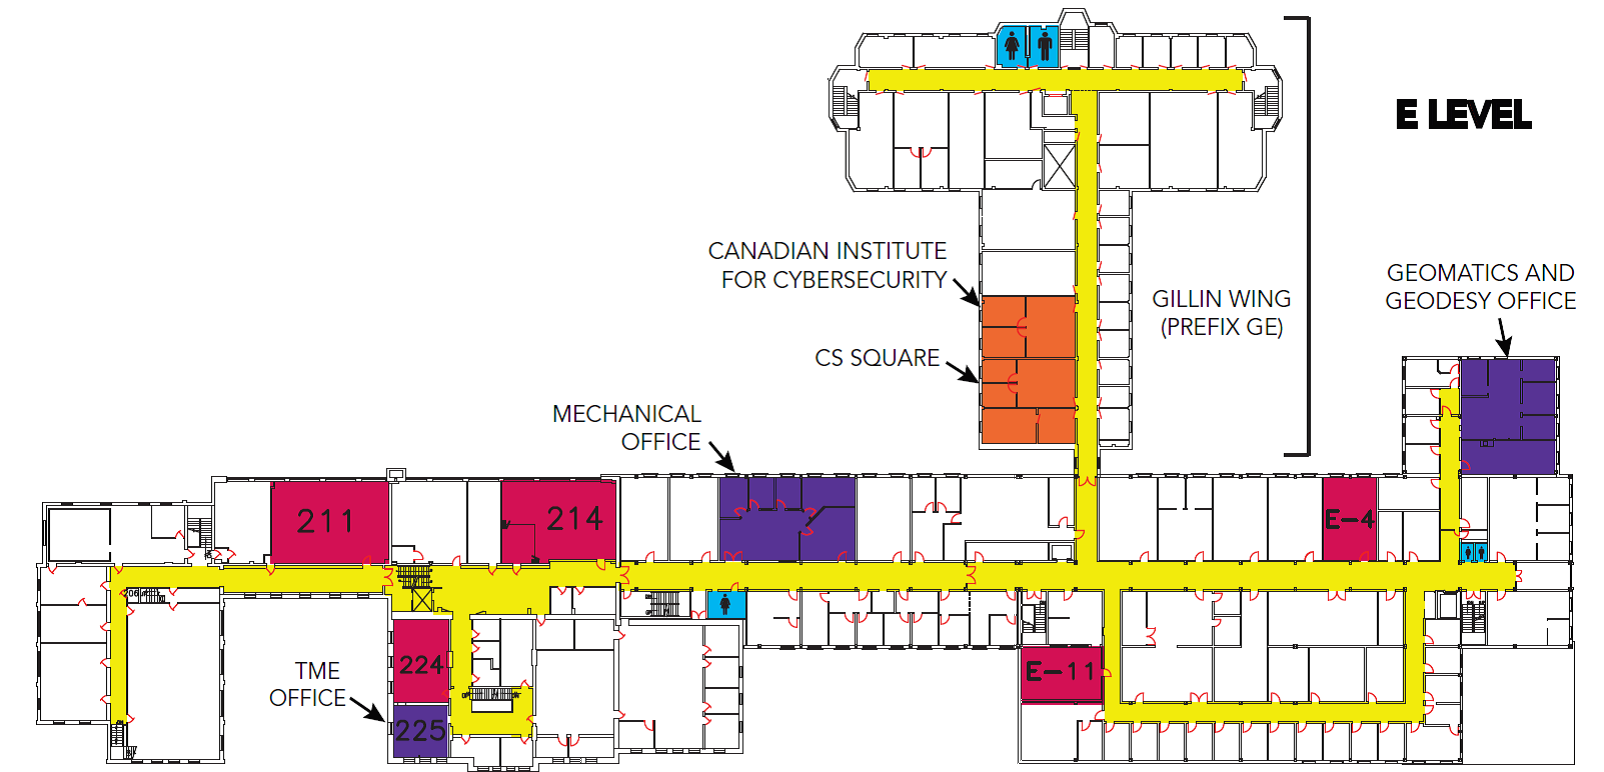 E LEVEL
CANADIAN INSTITUTE
FOR CYBERSECURITY
GEOMATICS AND
GEODESY OFFICE
GILLIN WING
(PREFIX GE)
CS SQUARE
MECHANICAL
OFFICE
211
214
E-4
206
224
E-11
TME
OFFICE
225